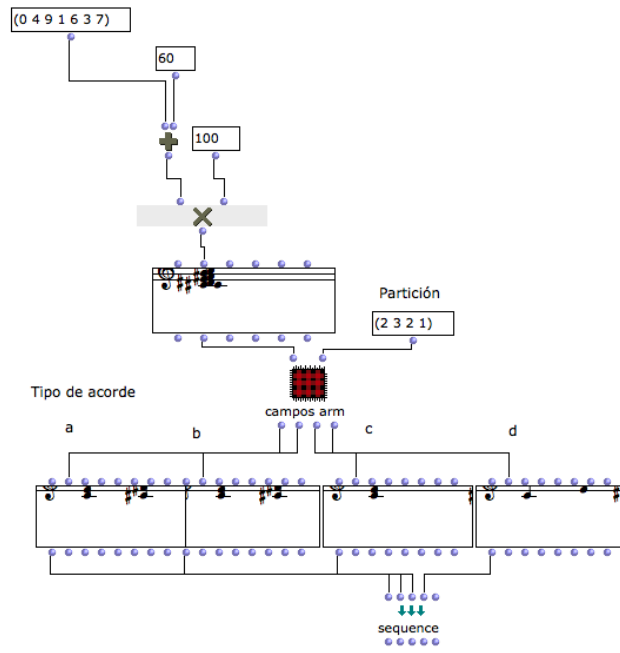 (0 4 9 1 6 3 7)
60
100
Partición
(2 3 2 1)
campos arm
Tipo de acorde
a
b
c
d
sequence